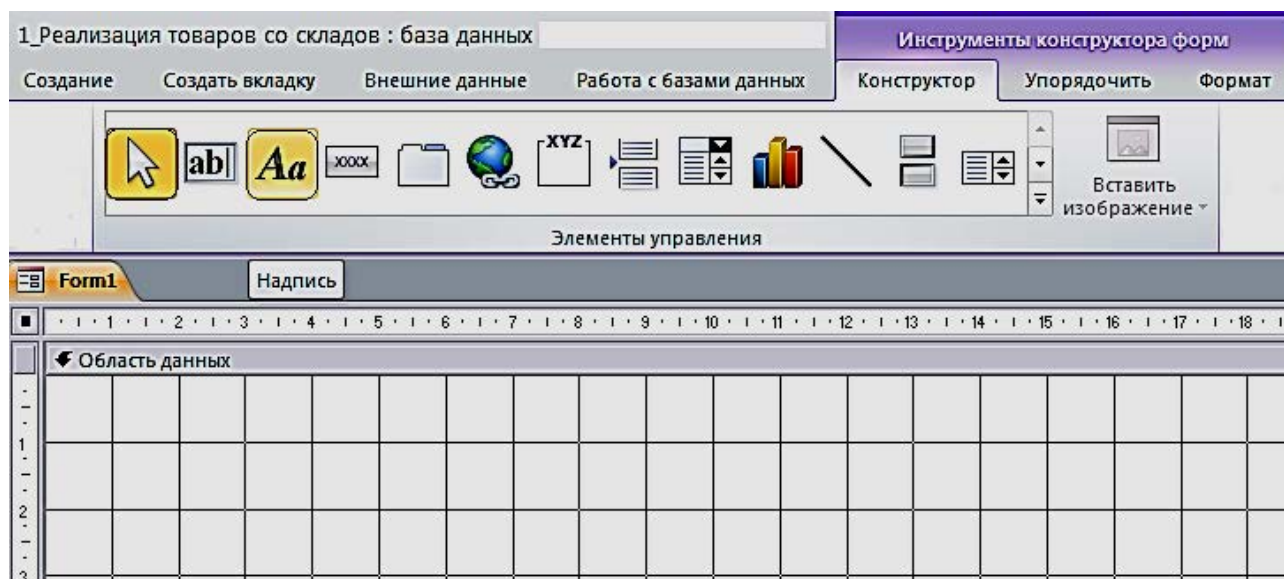 1_Реализация товаров со складов : база данных
Инструменты конструктора форм
Создание Создать вкладку Внешние данные Работа с базами данных Конструктор Упорядочить Формат
ab Aa XXXX XYZ
Вставить
изображение
Элементы управления
Form1 Надпись
1 2 3 4 5 6 7 8 9 10 11 12 13 14 15 16 17 18
Область данных
1
2
3